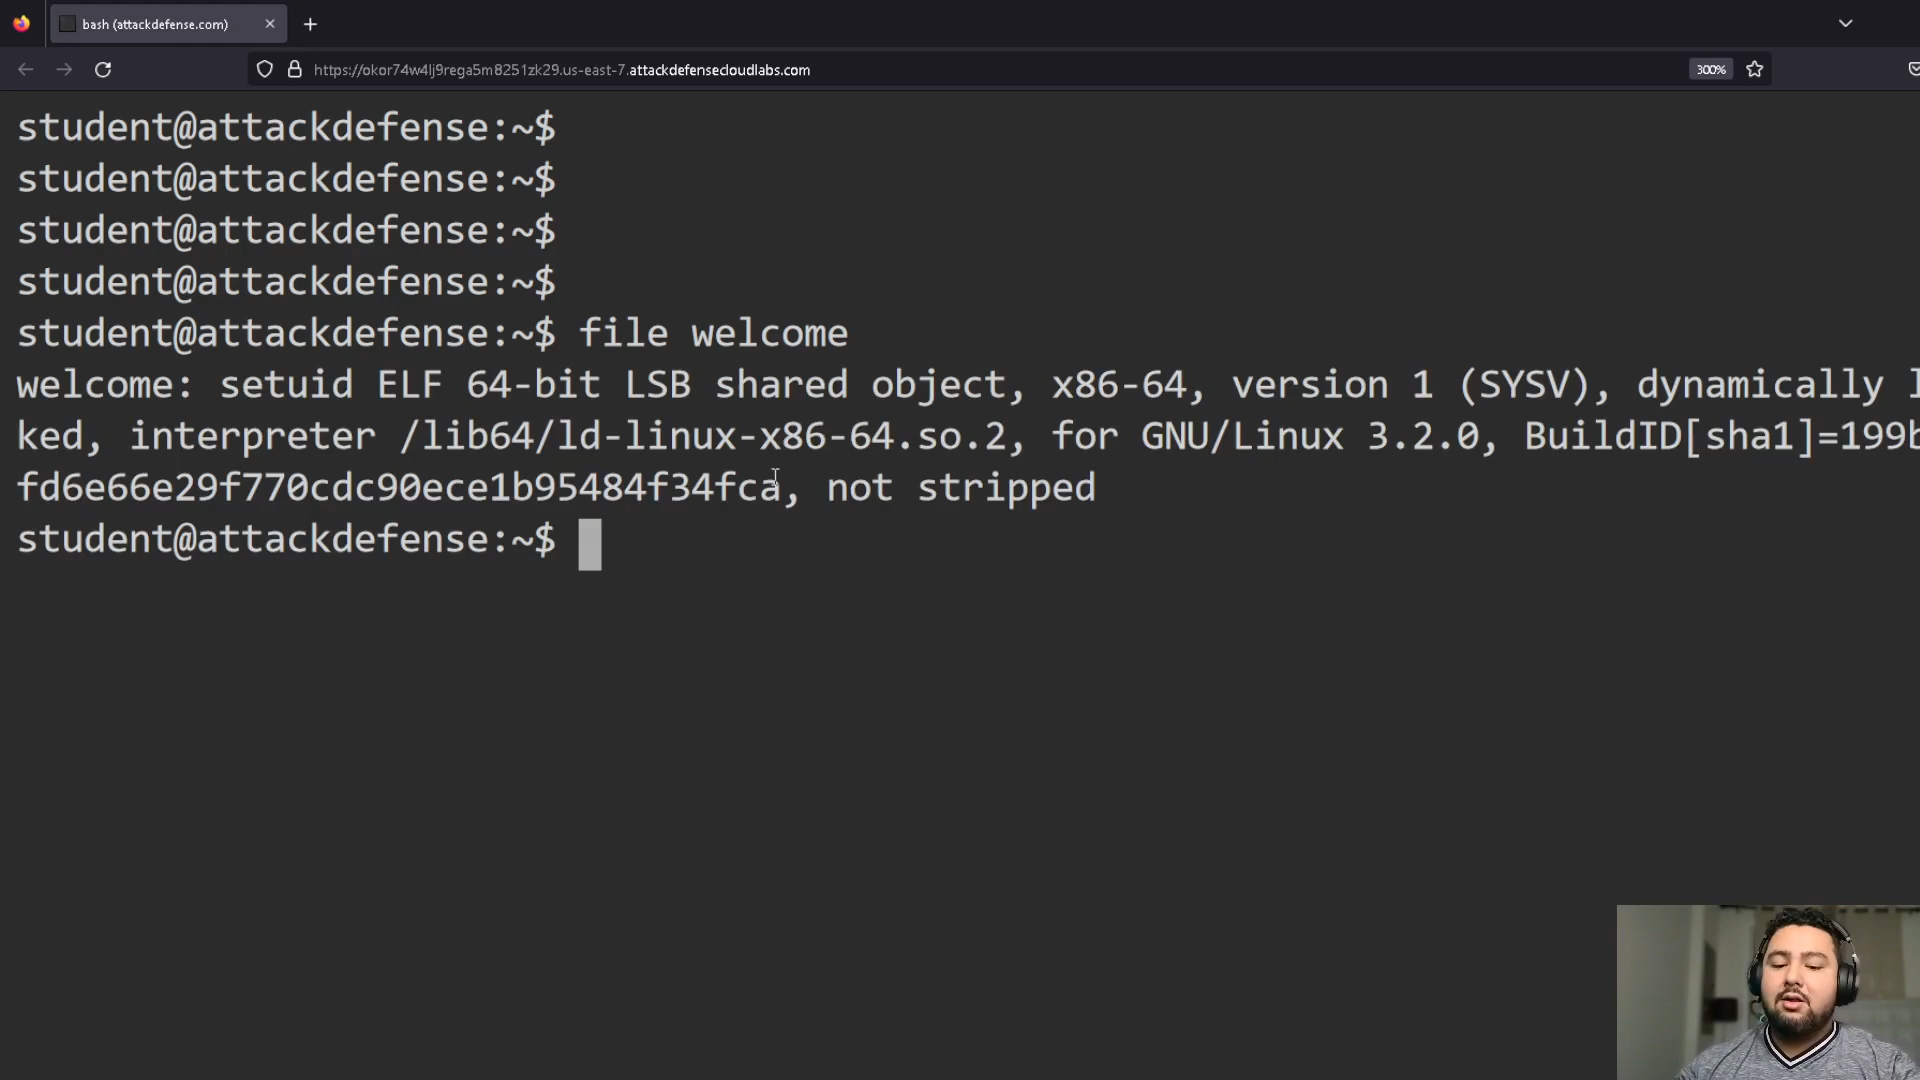 bash (attackdefense.com)
https://okor74w4lj9rega5m8251zk29.us-east-7.attackdefensecloudlabs.com
300%
student@attackdefense:~$
student@attackdefense:~$
student@attackdefense:~$
student@attackdefense:~$
student@attackdefense:~$ file welcome
welcome: setuid ELF 64-bit LSB shared object, x86-64, version 1 (SYSV), dynamically l
ked, interpreter /lib64/ld-linux-x86-64.so.2, for GNU/Linux 3.2.0, BuildID[sha1]=199b
fd6e66e29f770cdc90ece1b95484f34fca, not stripped
student@attackdefense:~$